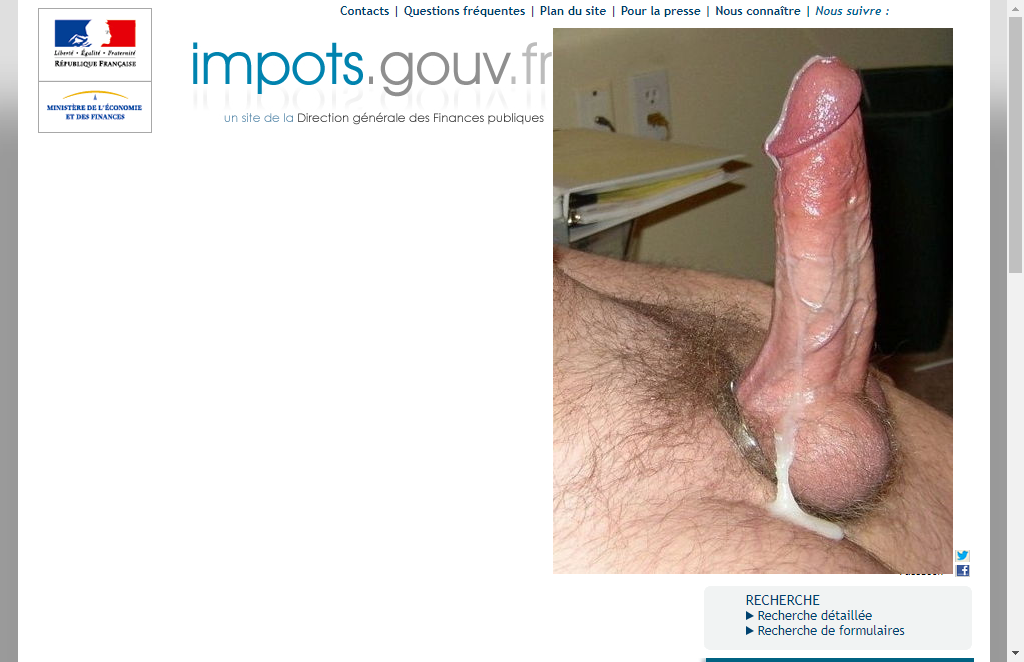 Contacts | Questions fréquentes | Plan du site | Pour la presse | Nous connaître | Nous suivre :
Liberté • Égalité • Fraternité
RÉPUBLIQUE FRANÇAISE
MINISTÈRE DE L'ÉCONOMIE
ET DES FINANCES
impots.gouv.fr
un site de la Direction générale des Finances publiques
RECHERCHE
Recherche détaillée
Recherche de formulaires